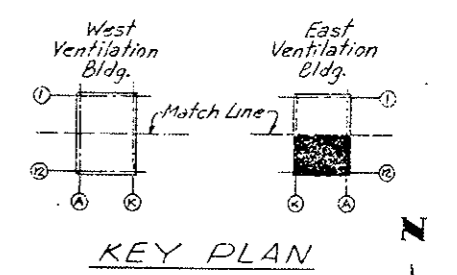 West
Ventilation
Bldg.
East
Ventilation
Bldg.
1
1
Match Line
12
12
A
K
K
A
N
KEY PLAN